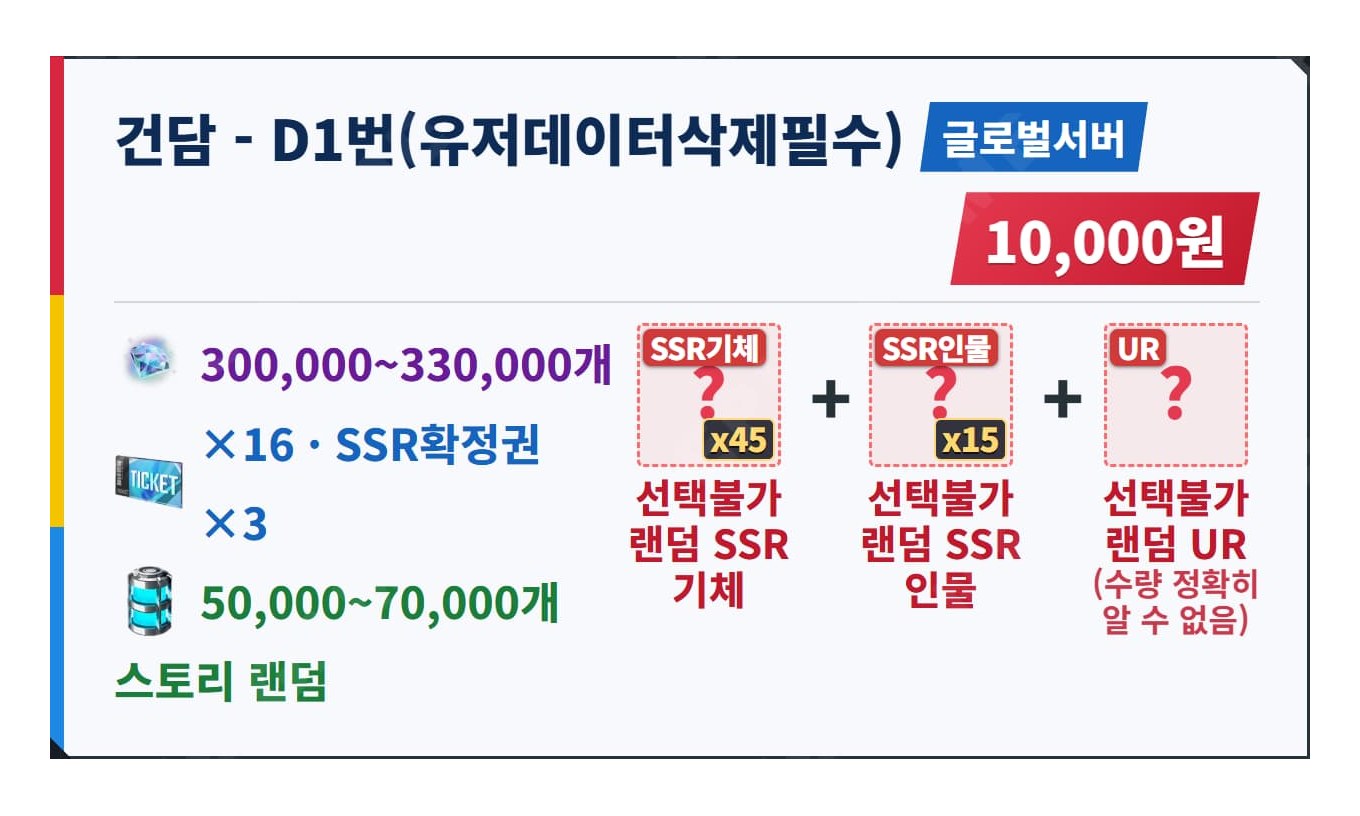 건담 - D1번(유저데이터삭제필수) 글로벌서버
10,000원
300,000~330,000개
×16 · SSR확정권
TICKET
×3
50,000~70,000개
스토리 랜덤
SSR기체
?
x45
선택불가
랜덤 SSR
기체
+
SSR인물
?
x15
선택불가
랜덤 SSR
인물
+
UR
?
선택불가
랜덤 UR
(수량 정확히
알 수 없음)